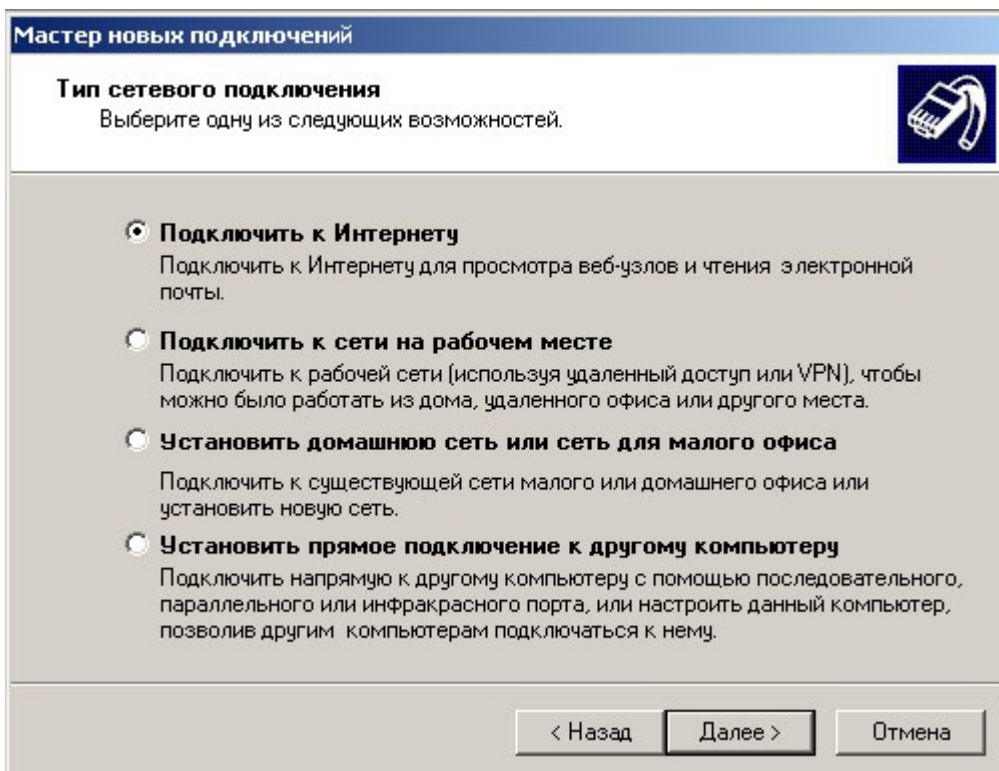 Мастер новых подключений
Тип сетевого подключения
Выберите одну из следующих возможностей.
Подключить к Интернету
Подключить к Интернету для просмотра веб-узлов и чтения электронной
почты.
Подключить к сети на рабочем месте
Подключить к рабочей сети (используя удаленный доступ или VPN), чтобы
можно было работать из дома, удаленного офиса или другого места.
Установить домашнюю сеть или сеть для малого офиса
Подключить к существующей сети малого или домашнего офиса или
установить новую сеть.
Установить прямое подключение к другому компьютеру
Подключить напрямую к другому компьютеру с помощью последовательного,
параллельного или инфракрасного порта, или настроить данный компьютер,
позволив другим компьютерам подключаться к нему.
< Назад
Далее >
Отмена